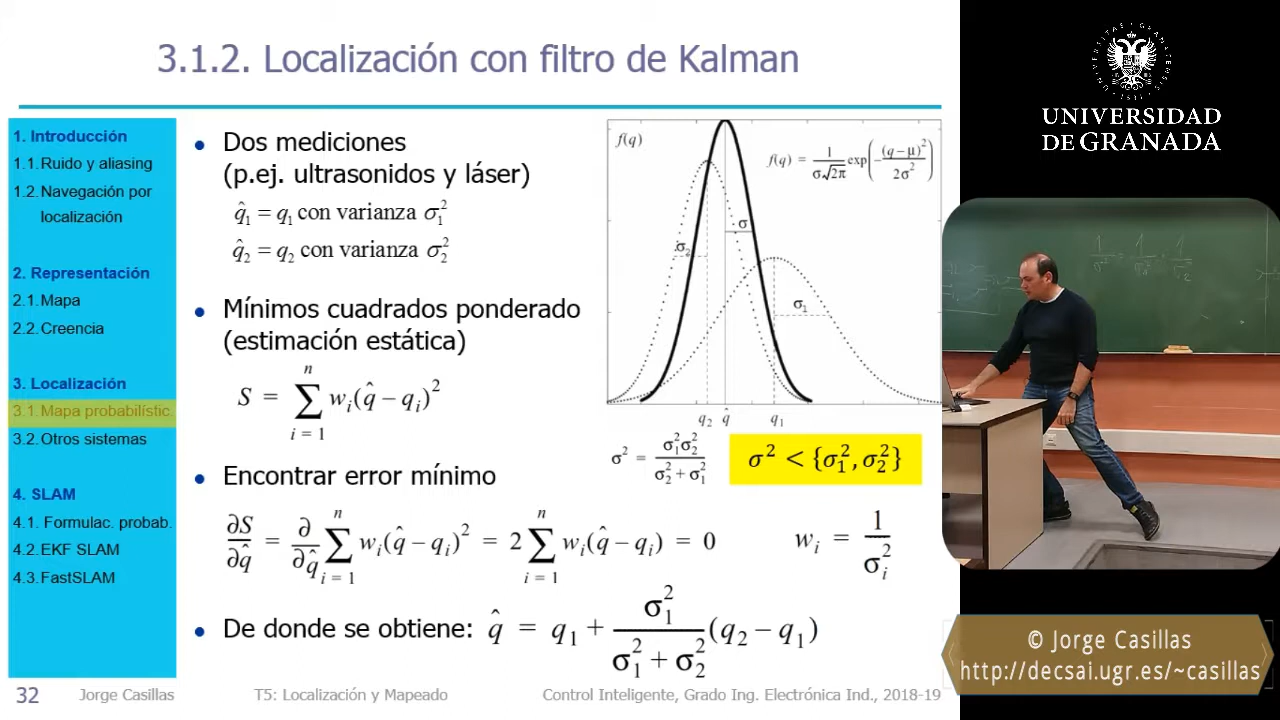 3.1.2. Localización con filtro de Kalman
1. Introducción
1.1. Ruido y aliasing
1.2. Navegación por
localización
2. Representación
2.1. Mapa
2.2. Creencia
3. Localización
3.1. Mapa probabilístic.
3.2. Otros sistemas
4. SLAM
4.1. Formulac. probab.
4.2. EKF SLAM
4.3. FastSLAM
• Dos mediciones
(p.ej. ultrasonidos y láser)
q̂₁ = q₁ con varianza σ₁²
q̂₂ = q₂ con varianza σ₂²
• Mínimos cuadrados ponderado
(estimación estática)
S = ∑ᵢ₌₁ⁿ wᵢ(q̂ − qᵢ)²
• Encontrar error mínimo
∂S/∂q̂ = ∂/∂q̂ ∑ᵢ₌₁ⁿ wᵢ(q̂ − qᵢ)² = 2 ∑ᵢ₌₁ⁿ wᵢ(q̂ − qᵢ) = 0
wᵢ = 1/σᵢ²
• De donde se obtiene: q̂ = q₁ + σ₁²/(σ₁² + σ₂²) (q₂ − q₁)
f(q)
f(q) = 1/(σ√2π) exp(−(q − μ)²/2σ²)
σ
σ₂
σ₁
q₂ q̂ q₁
σ² = σ₁²σ₂²/(σ₂² + σ₁²)
σ² < {σ₁², σ₂²}
32 Jorge Casillas T5: Localización y Mapeado Control Inteligente, Grado Ing. Electrónica Ind., 2018-19
UNIVERSIDAD
DE GRANADA
© Jorge Casillas
http://decsai.ugr.es/~casillas